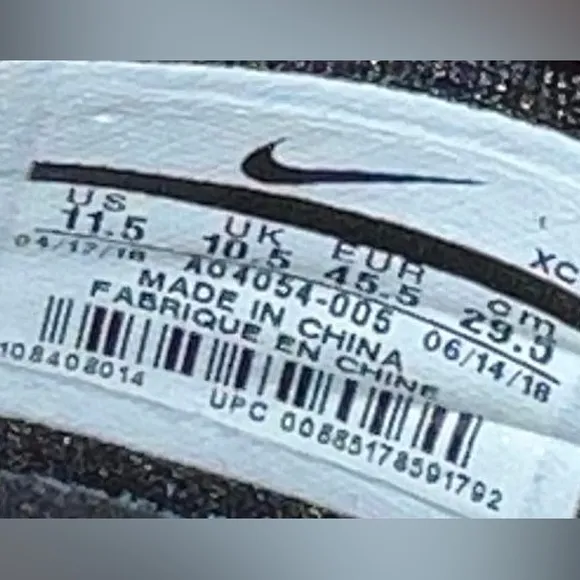 US UK EUR cm
11.5 10.5 45.5 29.5
04/17/18 AO4054-005 06/14/18
MADE IN CHINA
FABRIQUE EN CHINE
108408014
UPC 00885178591792
XC